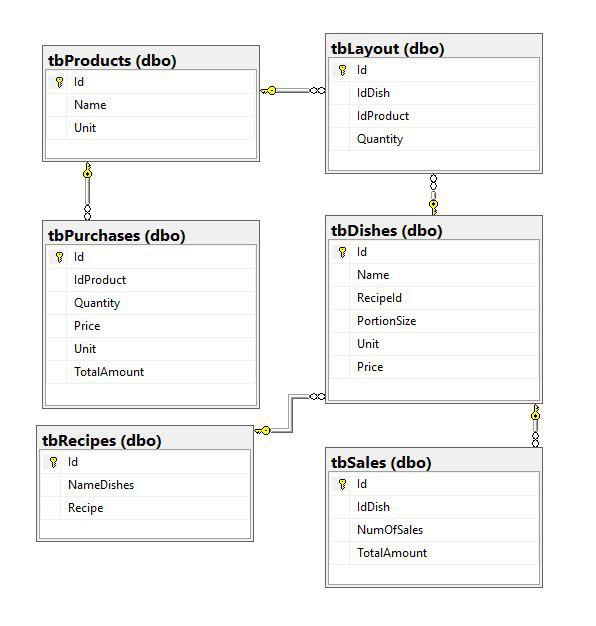 tbProducts (dbo)
Id
Name
Unit
tbLayout (dbo)
Id
IdDish
IdProduct
Quantity
tbPurchases (dbo)
Id
IdProduct
Quantity
Price
Unit
TotalAmount
tbDishes (dbo)
Id
Name
RecipeId
PortionSize
Unit
Price
tbRecipes (dbo)
Id
NameDishes
Recipe
tbSales (dbo)
Id
IdDish
NumOfSales
TotalAmount